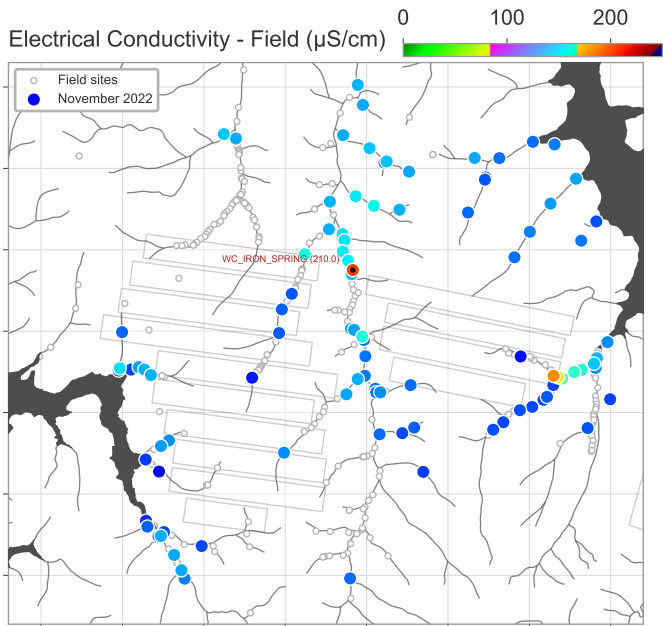 0 100 200
Electrical Conductivity - Field (µS/cm)
Field sites
November 2022
WC_IRON_SPRING (210.0)